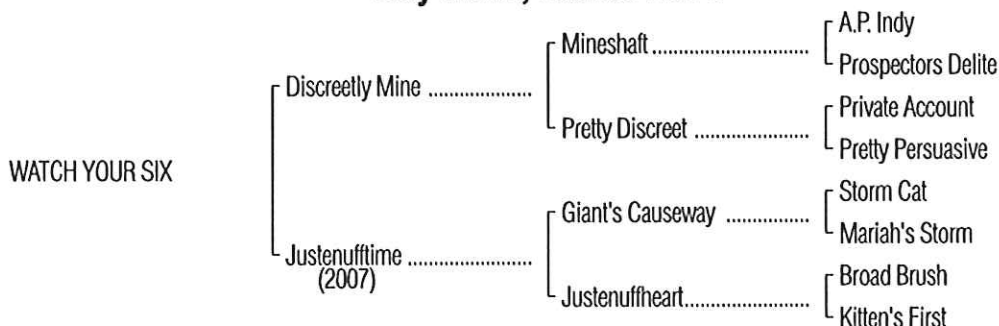 A.P. Indy
Mineshaft
Prospectors Delite
Discreetly Mine
Private Account
Pretty Discreet
Pretty Persuasive
WATCH YOUR SIX
Storm Cat
Giant's Causeway
Mariah's Storm
Justenufftime
(2007)
Broad Brush
Justenuffheart
Kitten's First